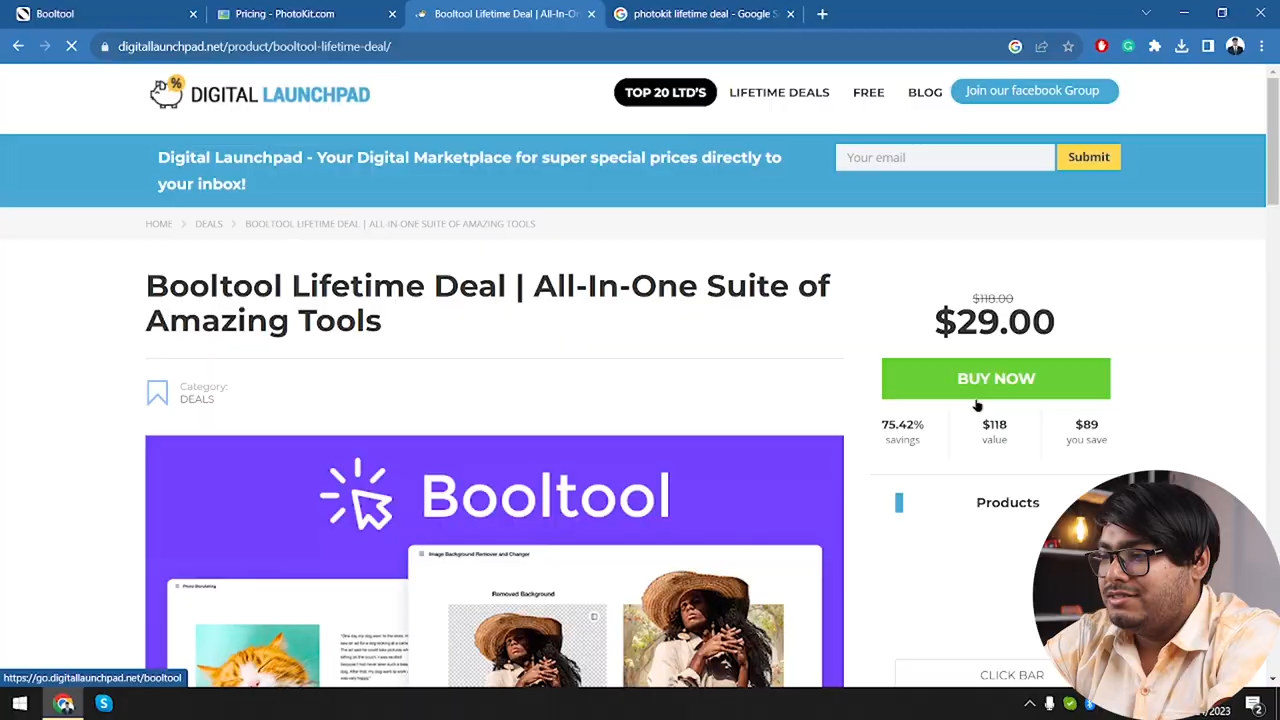 Booltool
Pricing - PhotoKit.com
Booltool Lifetime Deal | All-In-On
photokit lifetime deal - Google S
digitallaunchpad.net/product/booltool-lifetime-deal/
%
DIGITAL LAUNCHPAD
TOP 20 LTD'S
LIFETIME DEALS
FREE
BLOG
Join our facebook Group
Digital Launchpad - Your Digital Marketplace for super special prices directly to
your inbox!
Your email
Submit
HOME
DEALS
BOOLTOOL LIFETIME DEAL | ALL-IN-ONE SUITE OF AMAZING TOOLS
Booltool Lifetime Deal | All-In-One Suite of
Amazing Tools
$118.00
$29.00
BUY NOW
Category:
DEALS
75.42%
savings
$118
value
$89
you save
Products
Booltool
Image Background Remover and Changer
Photo Storytelling
Removed Background
CLICK BAR
https://go.digitallaunchpad.net/booltool
/2023
2